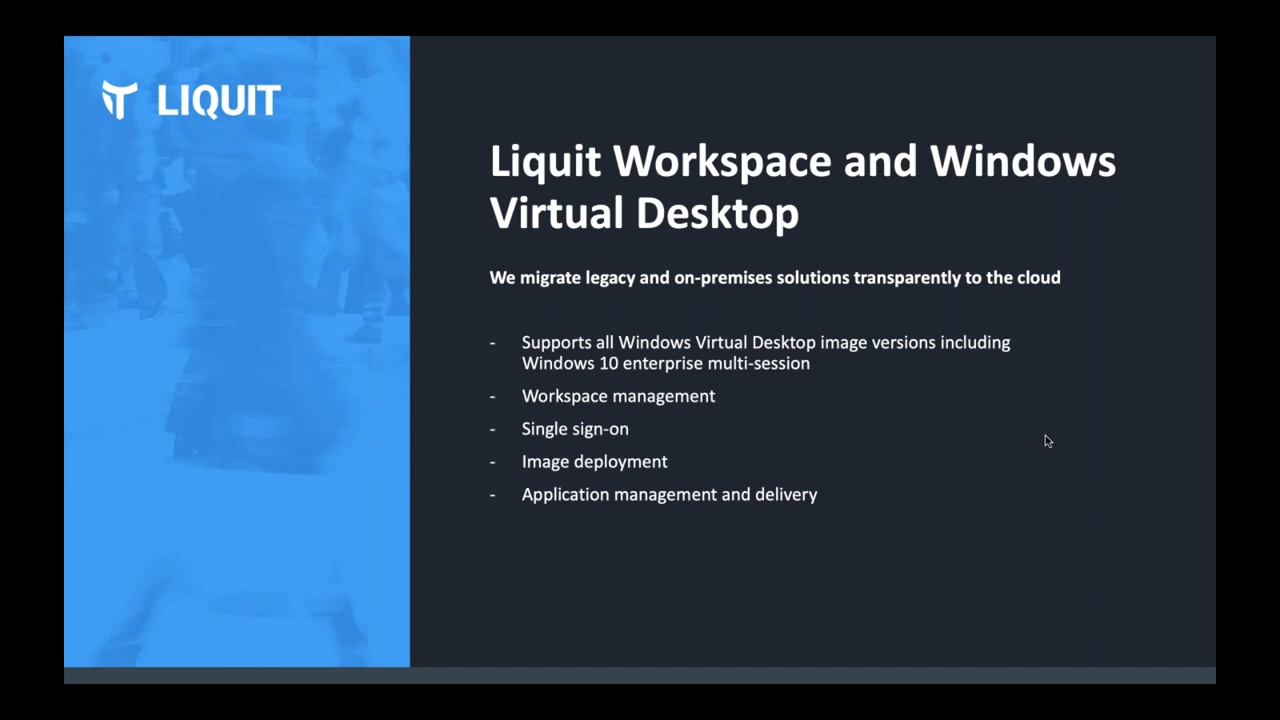 LIQUIT
Liquit Workspace and Windows
Virtual Desktop
We migrate legacy and on-premises solutions transparently to the cloud
- Supports all Windows Virtual Desktop image versions including
Windows 10 enterprise multi-session
- Workspace management
- Single sign-on
- Image deployment
- Application management and delivery